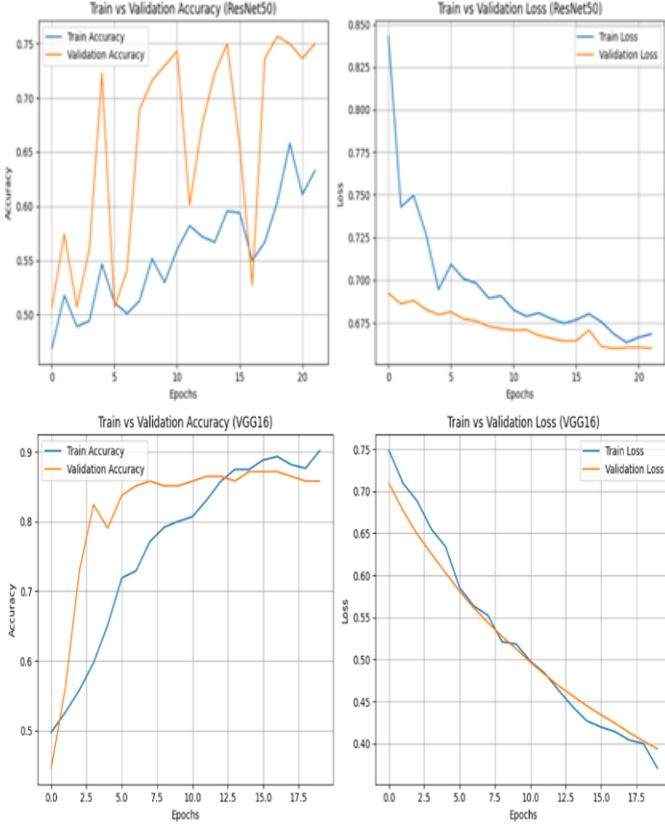 Train vs Validation Accuracy (ResNet50)
Train Accuracy
Validation Accuracy
0.75
0.70
0.65
0.60
0.55
0.50
Accuracy
0 5 10 15 20
Epochs
Train vs Validation Loss (ResNet50)
Train Loss
Validation Loss
0.850
0.825
0.800
0.775
0.750
0.725
0.700
0.675
Loss
0 5 10 15 20
Epochs
Train vs Validation Accuracy (VGG16)
Train Accuracy
Validation Accuracy
0.9
0.8
0.7
0.6
0.5
Accuracy
0.0 2.5 5.0 7.5 10.0 12.5 15.0 17.5
Epochs
Train vs Validation Loss (VGG16)
Train Loss
Validation Loss
0.75
0.70
0.65
0.60
0.55
0.50
0.45
0.40
Loss
0.0 2.5 5.0 7.5 10.0 12.5 15.0 17.5
Epochs